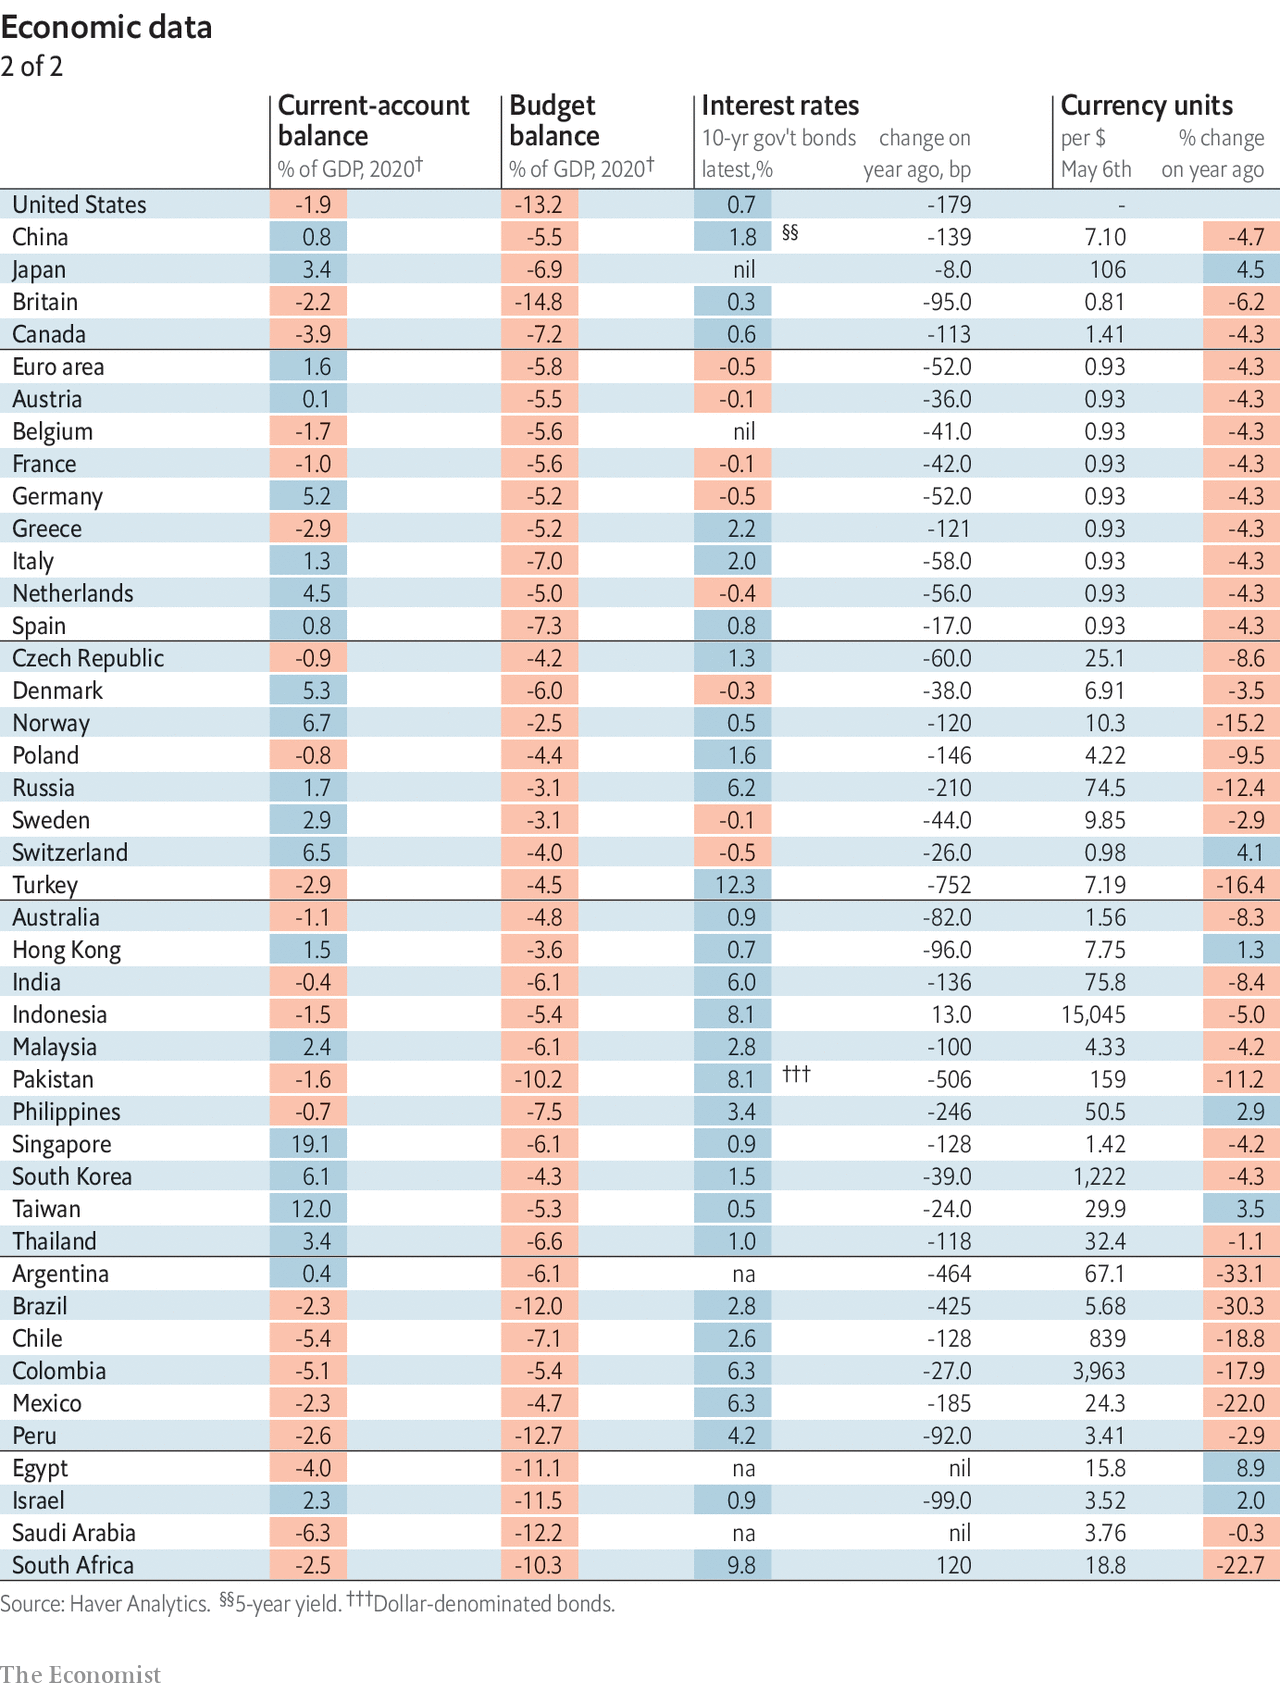 Economic data
2 of 2
Current-account balance % of GDP, 2020† Budget balance % of GDP, 2020† Interest rates 10-yr gov't bonds latest,% change on year ago, bp Currency units per $ May 6th % change on year ago
United States -1.9 -13.2 0.7 -179 -
China 0.8 -5.5 1.8 §§ -139 7.10 -4.7
Japan 3.4 -6.9 nil -8.0 106 4.5
Britain -2.2 -14.8 0.3 -95.0 0.81 -6.2
Canada -3.9 -7.2 0.6 -113 1.41 -4.3
Euro area 1.6 -5.8 -0.5 -52.0 0.93 -4.3
Austria 0.1 -5.5 -0.1 -36.0 0.93 -4.3
Belgium -1.7 -5.6 nil -41.0 0.93 -4.3
France -1.0 -5.6 -0.1 -42.0 0.93 -4.3
Germany 5.2 -5.2 -0.5 -52.0 0.93 -4.3
Greece -2.9 -5.2 2.2 -121 0.93 -4.3
Italy 1.3 -7.0 2.0 -58.0 0.93 -4.3
Netherlands 4.5 -5.0 -0.4 -56.0 0.93 -4.3
Spain 0.8 -7.3 0.8 -17.0 0.93 -4.3
Czech Republic -0.9 -4.2 1.3 -60.0 25.1 -8.6
Denmark 5.3 -6.0 -0.3 -38.0 6.91 -3.5
Norway 6.7 -2.5 0.5 -120 10.3 -15.2
Poland -0.8 -4.4 1.6 -146 4.22 -9.5
Russia 1.7 -3.1 6.2 -210 74.5 -12.4
Sweden 2.9 -3.1 -0.1 -44.0 9.85 -2.9
Switzerland 6.5 -4.0 -0.5 -26.0 0.98 4.1
Turkey -2.9 -4.5 12.3 -752 7.19 -16.4
Australia -1.1 -4.8 0.9 -82.0 1.56 -8.3
Hong Kong 1.5 -3.6 0.7 -96.0 7.75 1.3
India -0.4 -6.1 6.0 -136 75.8 -8.4
Indonesia -1.5 -5.4 8.1 13.0 15,045 -5.0
Malaysia 2.4 -6.1 2.8 -100 4.33 -4.2
Pakistan -1.6 -10.2 8.1 ††† -506 159 -11.2
Philippines -0.7 -7.5 3.4 -246 50.5 2.9
Singapore 19.1 -6.1 0.9 -128 1.42 -4.2
South Korea 6.1 -4.3 1.5 -39.0 1,222 -4.3
Taiwan 12.0 -5.3 0.5 -24.0 29.9 3.5
Thailand 3.4 -6.6 1.0 -118 32.4 -1.1
Argentina 0.4 -6.1 na -464 67.1 -33.1
Brazil -2.3 -12.0 2.8 -425 5.68 -30.3
Chile -5.4 -7.1 2.6 -128 839 -18.8
Colombia -5.1 -5.4 6.3 -27.0 3,963 -17.9
Mexico -2.3 -4.7 6.3 -185 24.3 -22.0
Peru -2.6 -12.7 4.2 -92.0 3.41 -2.9
Egypt -4.0 -11.1 na nil 15.8 8.9
Israel 2.3 -11.5 0.9 -99.0 3.52 2.0
Saudi Arabia -6.3 -12.2 na nil 3.76 -0.3
South Africa -2.5 -10.3 9.8 120 18.8 -22.7
Source: Haver Analytics. §§5-year yield. †††Dollar-denominated bonds.
The Economist